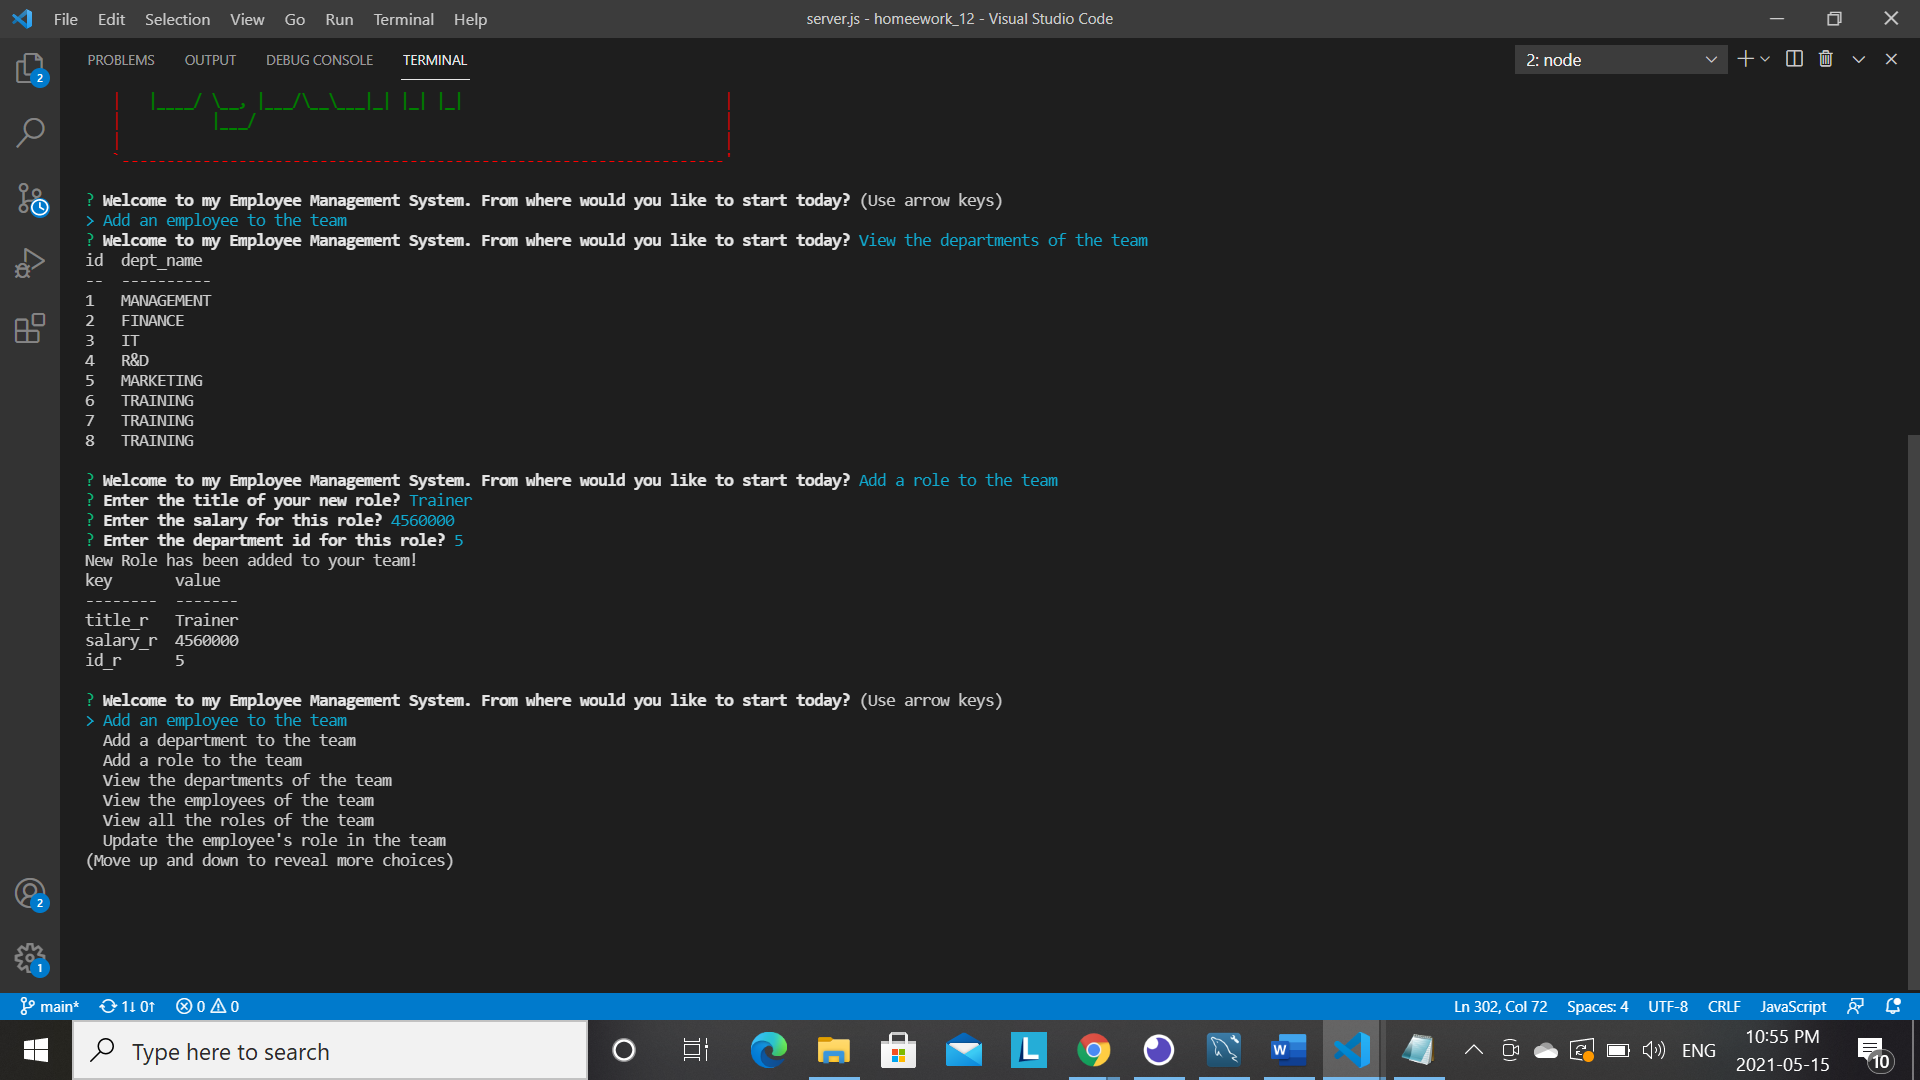 File Edit Selection View Go Run Terminal Help server.js - homeework_12 - Visual Studio Code
PROBLEMS OUTPUT DEBUG CONSOLE TERMINAL 2: node
2
? Welcome to my Employee Management System. From where would you like to start today? (Use arrow keys)
> Add an employee to the team
? Welcome to my Employee Management System. From where would you like to start today? View the departments of the team
id dept_name
-- ----------
1 MANAGEMENT
2 FINANCE
3 IT
4 R&D
5 MARKETING
6 TRAINING
7 TRAINING
8 TRAINING
? Welcome to my Employee Management System. From where would you like to start today? Add a role to the team
? Enter the title of your new role? Trainer
? Enter the salary for this role? 4560000
? Enter the department id for this role? 5
New Role has been added to your team!
key value
-------- -------
title_r Trainer
salary_r 4560000
id_r 5
? Welcome to my Employee Management System. From where would you like to start today? (Use arrow keys)
> Add an employee to the team
Add a department to the team
Add a role to the team
View the departments of the team
View the employees of the team
View all the roles of the team
Update the employee's role in the team
(Move up and down to reveal more choices)
2
1
main* 1↓ 0↑ 0 0 Ln 302, Col 72 Spaces: 4 UTF-8 CRLF JavaScript
Type here to search L W ENG 10:55 PM
2021-05-15 10